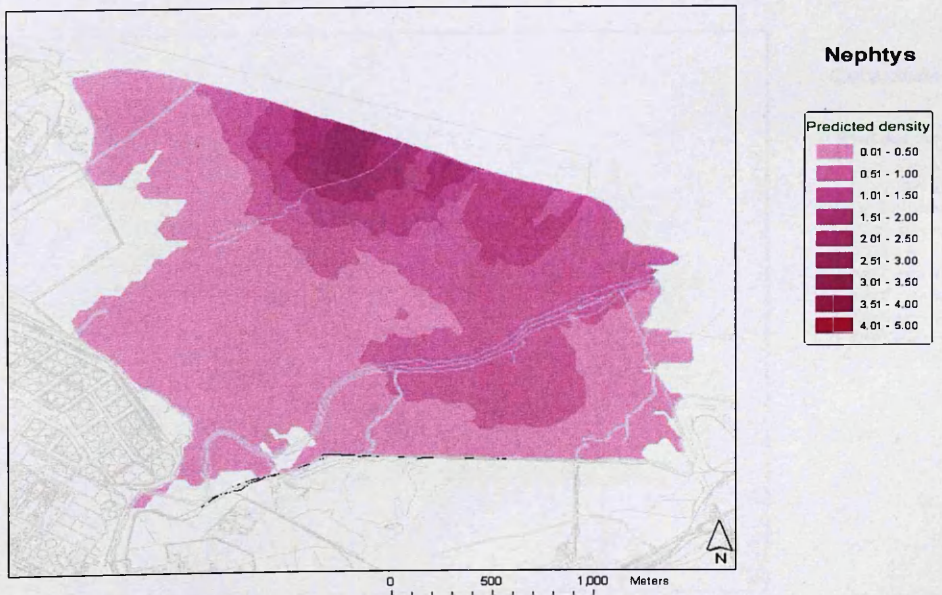 Nephtys
Predicted density
0.01 - 0.50
0.51 - 1.00
1.01 - 1.50
1.51 - 2.00
2.01 - 2.50
2.51 - 3.00
3.01 - 3.50
3.51 - 4.00
4.01 - 5.00
N
0 500 1,000 Meters